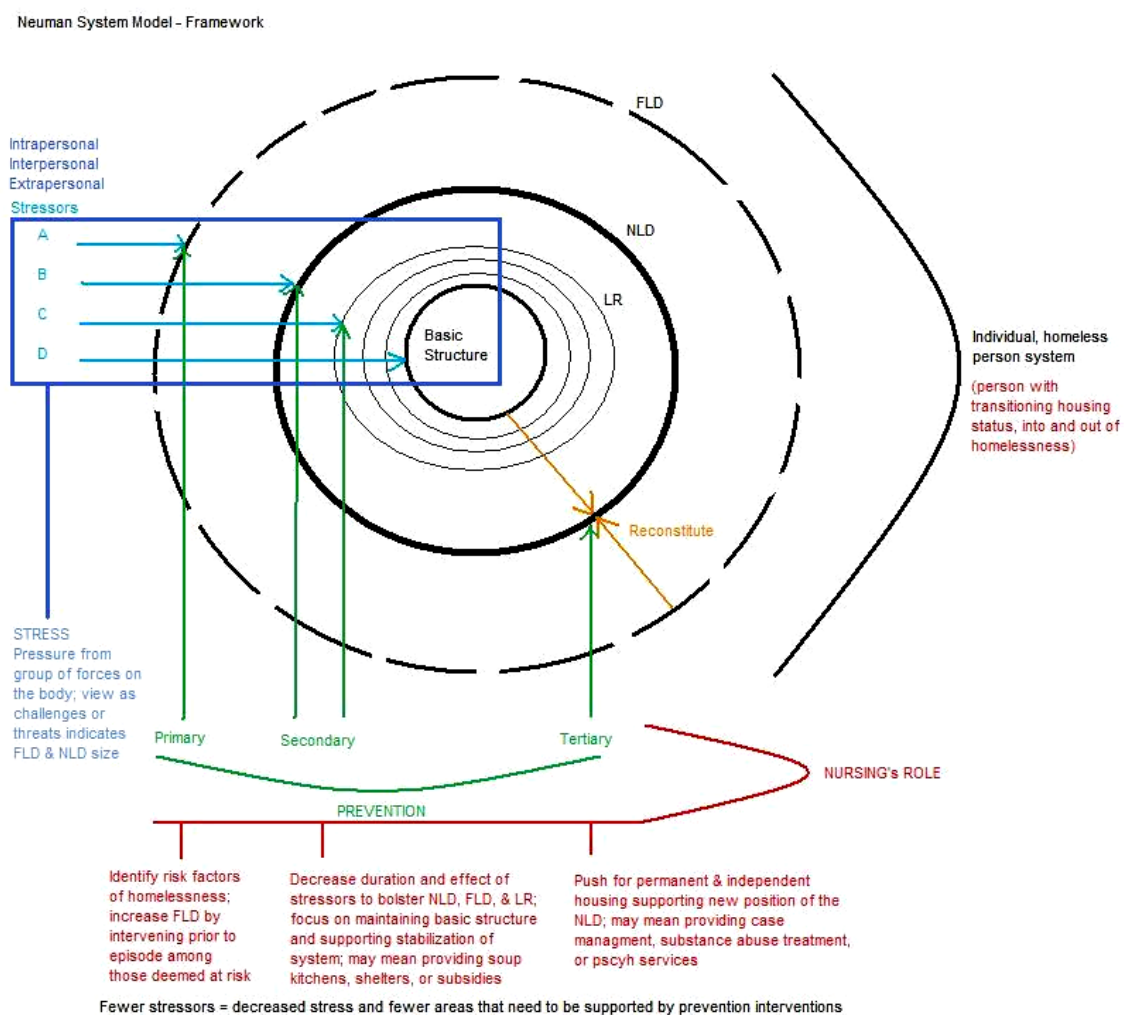 Neuman System Model - Framework
FLD
Intrapersonal
Interpersonal
Extrapersonal
Stressors
A
B
C
D
NLD
LR
Basic
Structure
Individual, homeless
person system
(person with
transitioning housing
status, into and out of
homelessness)
Reconstitute
STRESS
Pressure from
group of forces on
the body; view as
challenges or
threats indicates
FLD & NLD size
Primary
Secondary
Tertiary
PREVENTION
NURSING's ROLE
Identify risk factors
of homelessness;
increase FLD by
intervening prior to
episode among
those deemed at risk
Decrease duration and effect of
stressors to bolster NLD, FLD, & LR;
focus on maintaining basic structure
and supporting stabilization of
system; may mean providing soup
kitchens, shelters, or subsidies
Push for permanent & independent
housing supporting new position of the
NLD; may mean providing case
managment, substance abuse treatment,
or pscyh services
Fewer stressors = decreased stress and fewer areas that need to be supported by prevention interventions